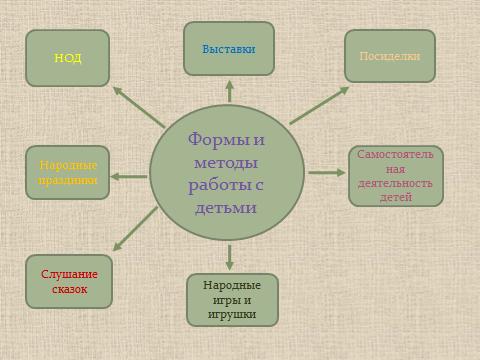 НОД
Выставки
Посиделки
Формы и
методы
работы с
детьми
Народные
праздники
Самостоятель
ная
деятельность
детей
Слушание
сказок
Народные
игры и
игрушки